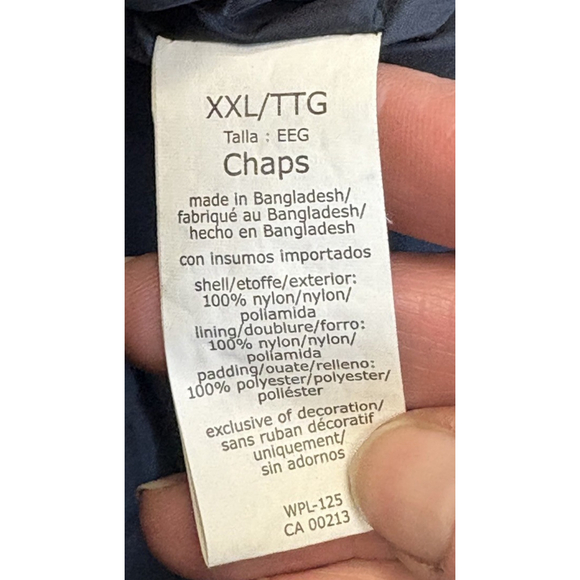 XXL/TTG
Talla : EEG
Chaps
made in Bangladesh/
fabriqué au Bangladesh/
hecho en Bangladesh
con insumos importados
shell/etoffe/exterior:
100% nylon/nylon/
poliamida
lining/doublure/forro:
100% nylon/nylon/
poliamida
padding/ouate/relleno:
100% polyester/polyester/
poliéster
exclusive of decoration/
sans ruban décoratif
uniquement/
sin adornos
WPL-125
CA 00213